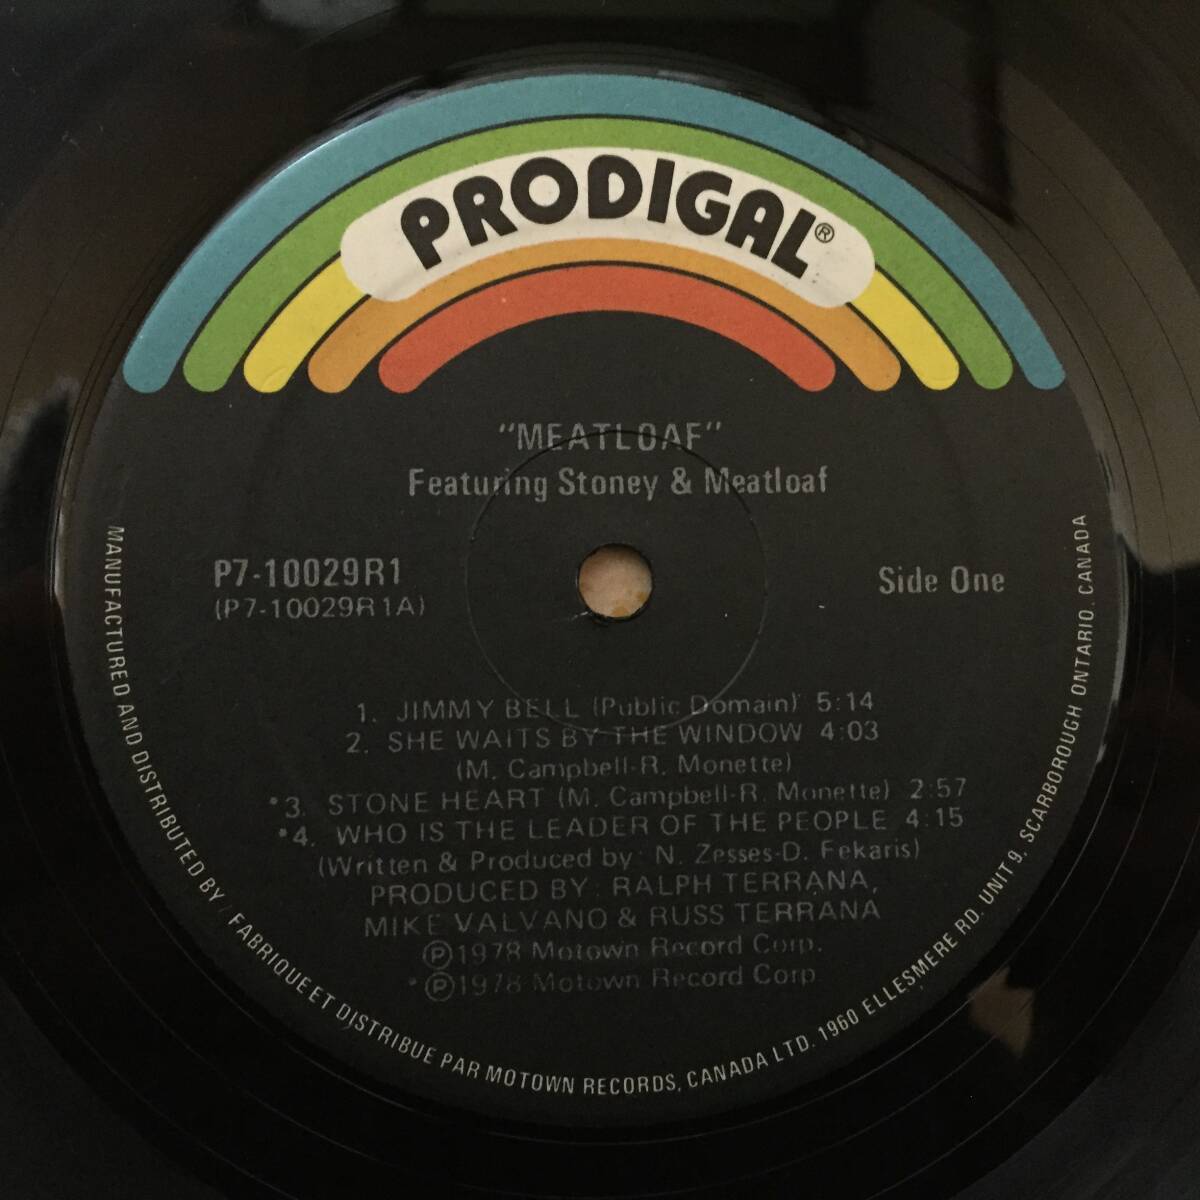 PRODIGAL®
"MEATLOAF"
Featuring Stoney & Meatloaf
P7-10029R1
(P7-10029R1A)
Side One
1. JIMMY BELL (Public Domain) 5:14
2. SHE WAITS BY THE WINDOW 4:03
(M. Campbell-R. Monette)
*3. STONE HEART (M. Campbell-R. Monette) 2:57
*4. WHO IS THE LEADER OF THE PEOPLE 4:15
(Written & Produced by: N. Zesses-D. Fekaris)
PRODUCED BY: RALPH TERRANA,
MIKE VALVANO & RUSS TERRANA
Ⓟ1978 Motown Record Corp.
*Ⓟ1978 Motown Record Corp
MANUFACTURED AND DISTRIBUTED BY / FABRIQUE ET DISTRIBUE PAR MOTOWN RECORDS, CANADA LTD. 1960 ELLESMERE RD. UNIT 9, SCARBOROUGH ONTARIO, CANADA